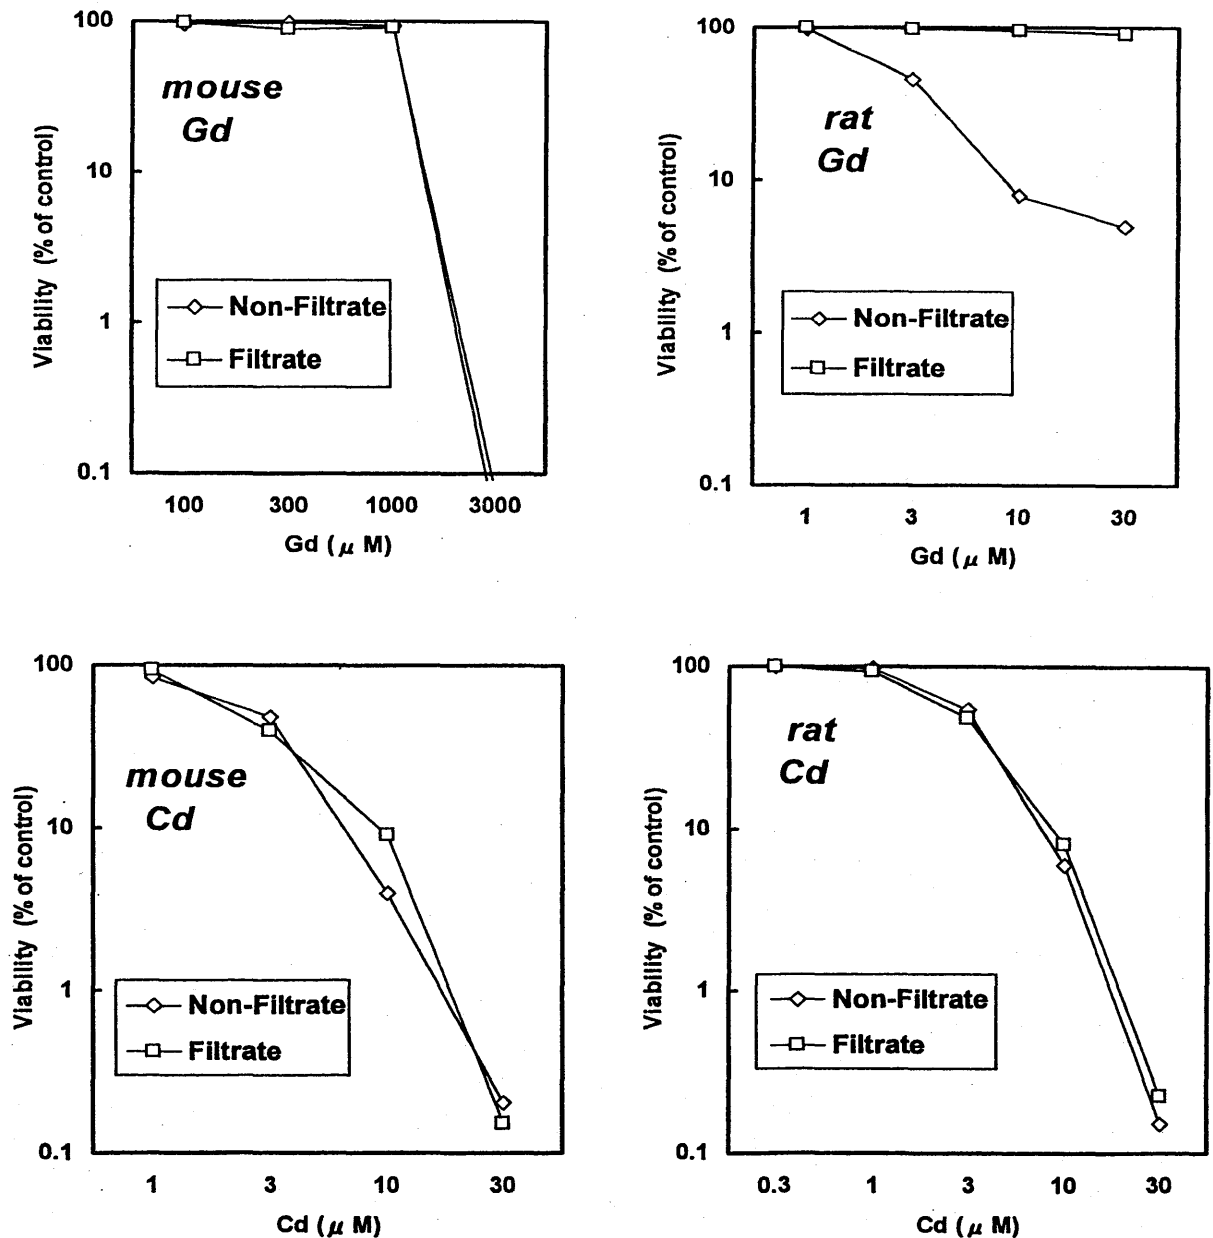 100
10
1
0.1
Viability (% of control)
mouse
Gd
Non-Filtrate
Filtrate
100 300 1000 3000
Gd ( μ M)
100
10
1
0.1
Viability (% of control)
rat
Gd
Non-Filtrate
Filtrate
1 3 10 30
Gd ( μ M)
100
10
1
0.1
Viability (% of control)
mouse
Cd
Non-Filtrate
Filtrate
1 3 10 30
Cd ( μ M)
100
10
1
0.1
Viability (% of control)
rat
Cd
Non-Filtrate
Filtrate
0.3 1 3 10 30
Cd ( μ M)